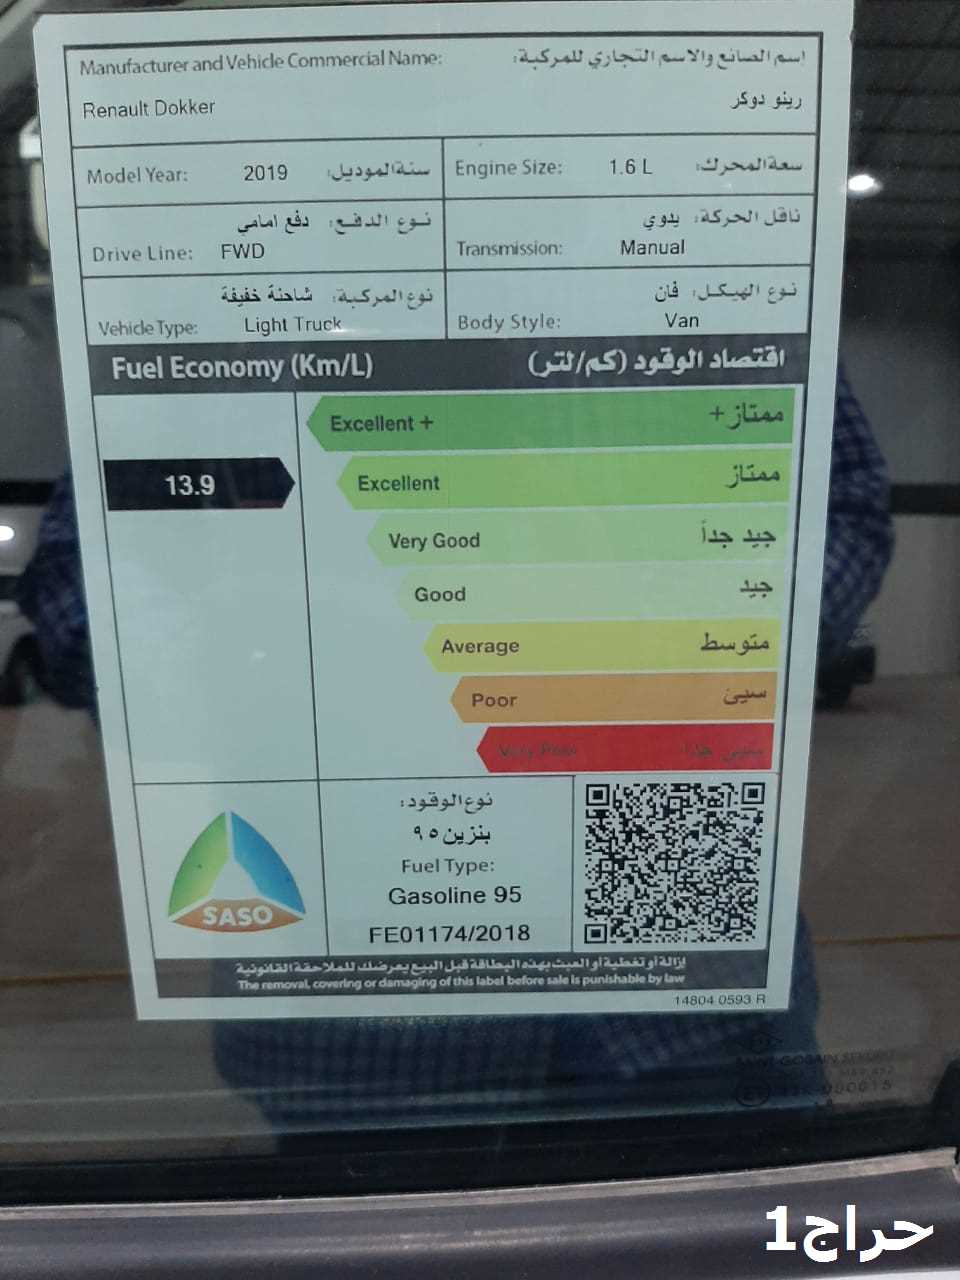 Manufacturer and Vehicle Commercial Name: إسم الصانع والاسم التجاري للمركبة:
Renault Dokker رينو دوكر
Model Year: 2019 سنة الموديل:
Engine Size: 1.6 L سعة المحرك:
نوع الدفع: دفع امامي
Drive Line: FWD
ناقل الحركة: يدوي
Transmission: Manual
نوع المركبة: شاحنة خفيفة
Vehicle Type: Light Truck
نوع الهيكل: فان
Body Style: Van
Fuel Economy (Km/L) اقتصاد الوقود (كم/لتر)
Excellent + ممتاز+
13.9
Excellent ممتاز
Very Good جيد جداً
Good جيد
Average متوسط
Poor سيئ
Very Poor سيئ جداً
نوع الوقود:
بنزين ٩٥
Fuel Type:
Gasoline 95
FE01174/2018
SASO
إزالة أو تغطية أو العبث بهذه البطاقة قبل البيع يعرضك للملاحقة القانونية
The removal, covering or damaging of this label before sale is punishable by law
14804 0593 R
SAINT-GOBAIN SEKURIT
حراج1